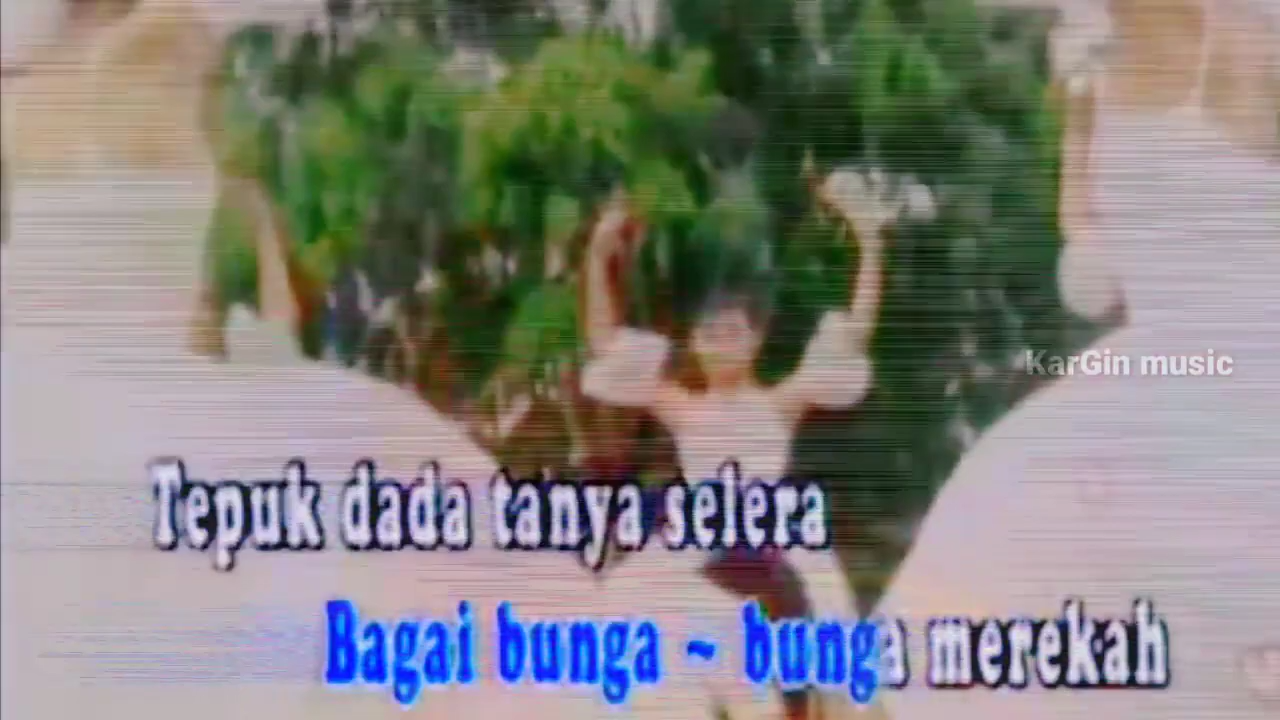 KarGin music
Tepuk dada tanya selera
Bagai bunga ~ bunga merekah